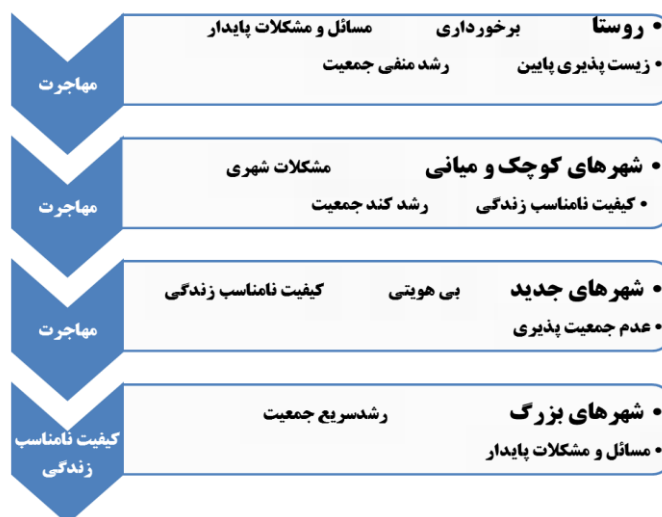 • روستا برخورداری مسائل و مشکلات پایدار
• زیست پذیری پایین رشد منفی جمعیت
مهاجرت
• شهرهای کوچک و میانی مشکلات شهری
• کیفیت نامناسب زندگی رشد کند جمعیت
مهاجرت
• شهرهای جدید بی هویتی کیفیت نامناسب زندگی
• عدم جمعیت پذیری
مهاجرت
• شهرهای بزرگ رشدسریع جمعیت
• مسائل و مشکلات پایدار
کیفیت نامناسب
زندگی